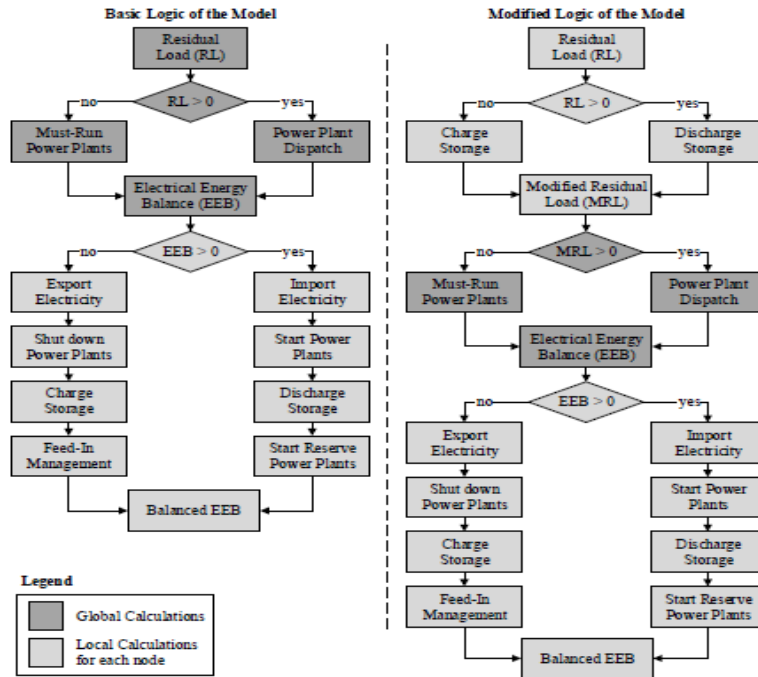 Basic Logic of the Model
Residual
Load (RL)
no
RL > 0
yes
Must-Run
Power Plants
Power Plant
Dispatch
Electrical Energy
Balance (EEB)
no
EEB > 0
yes
Export
Electricity
Import
Electricity
Shut down
Power Plants
Start Power
Plants
Charge
Storage
Discharge
Storage
Feed-In
Management
Start Reserve
Power Plants
Balanced EEB
Legend
Global Calculations
Local Calculations
for each node
Modified Logic of the Model
Residual
Load (RL)
no
RL > 0
yes
Charge
Storage
Discharge
Storage
Modified Residual
Load (MRL)
no
MRL > 0
yes
Must-Run
Power Plants
Power Plant
Dispatch
Electrical Energy
Balance (EEB)
no
EEB > 0
yes
Export
Electricity
Import
Electricity
Shut down
Power Plants
Start Power
Plants
Charge
Storage
Discharge
Storage
Feed-In
Management
Start Reserve
Power Plants
Balanced EEB